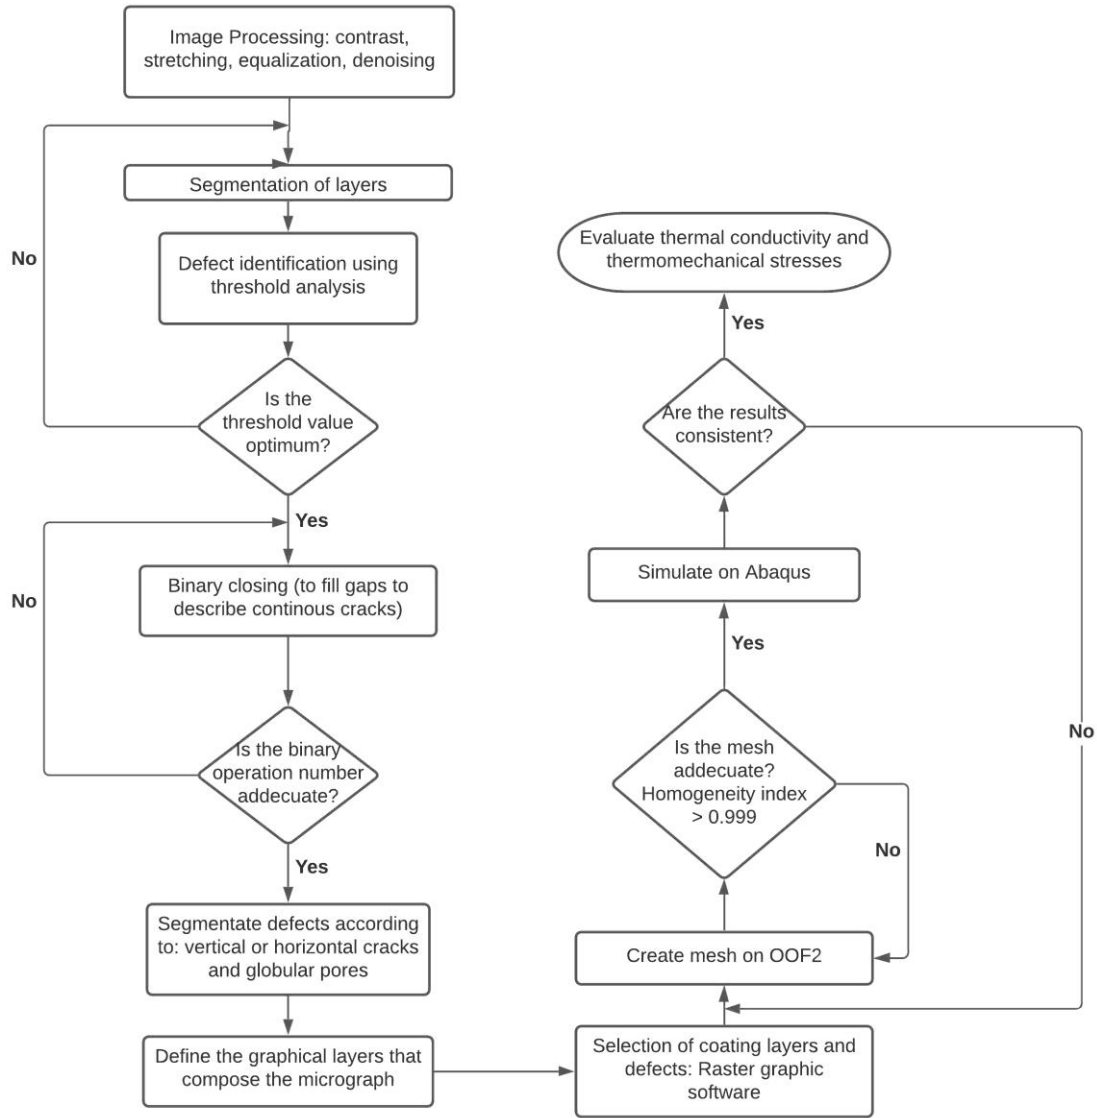 Image Processing: contrast,
stretching, equalization, denoising
Segmentation of layers
No
Defect identification using
threshold analysis
Is the
threshold value
optimum?
Yes
Binary closing (to fill gaps to
describe continous cracks)
No
Is the binary
operation number
addecuate?
Yes
Segmentate defects according
to: vertical or horizontal cracks
and globular pores
Define the graphical layers that
compose the micrograph
Selection of coating layers and
defects: Raster graphic
software
Create mesh on OOF2
Is the mesh
addecuate?
Homogeneity index
> 0.999
No
Yes
Simulate on Abaqus
Are the results
consistent?
No
Yes
Evaluate thermal conductivity and
thermomechanical stresses